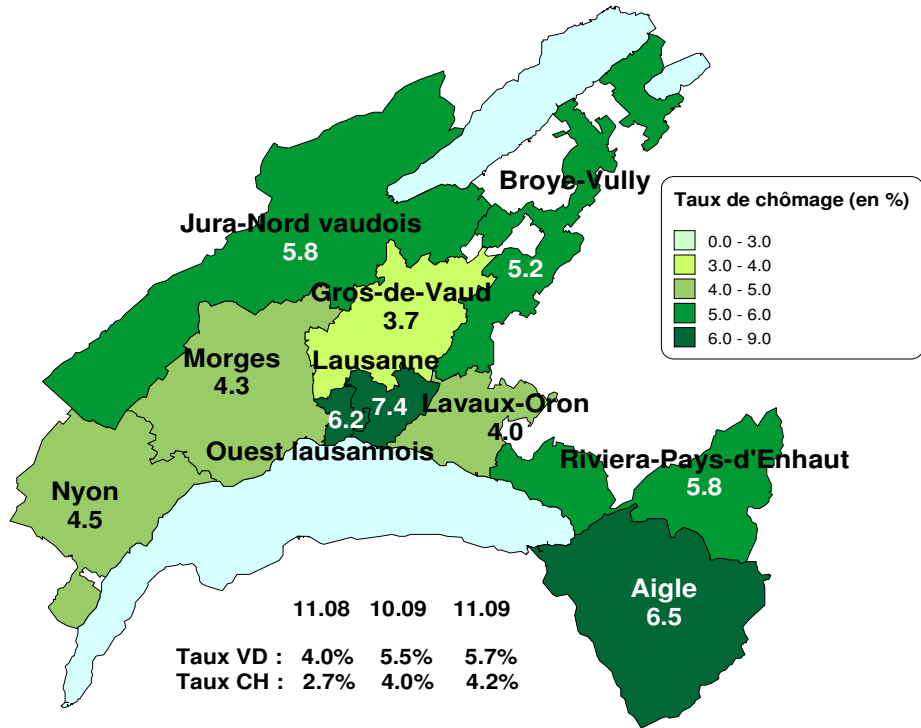 Broye-Vully
5.2
Jura-Nord vaudois
5.8
Taux de chômage (en %)
0.0 - 3.0
3.0 - 4.0
4.0 - 5.0
5.0 - 6.0
6.0 - 9.0
Gros-de-Vaud
3.7
Morges
4.3
Lausanne
7.4
6.2
Ouest lausannois
Lavaux-Oron
4.0
Riviera-Pays-d'Enhaut
5.8
Nyon
4.5
Aigle
6.5
11.08 10.09 11.09
Taux VD : 4.0% 5.5% 5.7%
Taux CH : 2.7% 4.0% 4.2%